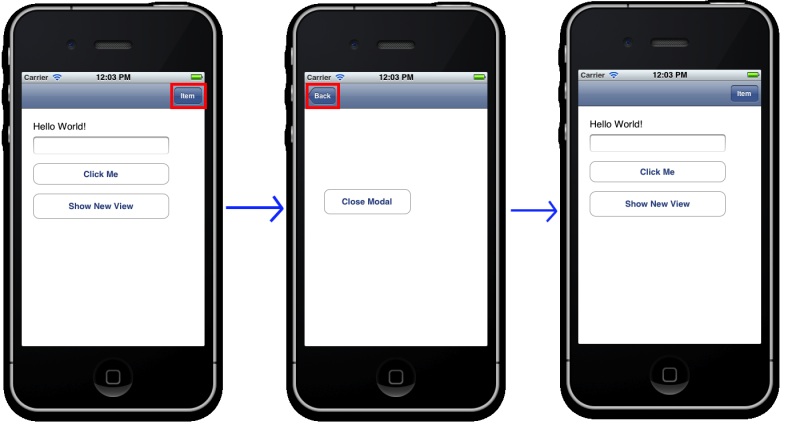 Carrier 12:03 PM
Item
Hello World!
Click Me
Show New View
Carrier 12:03 PM
Back
Close Modal
Carrier 12:03 PM
Item
Hello World!
Click Me
Show New View